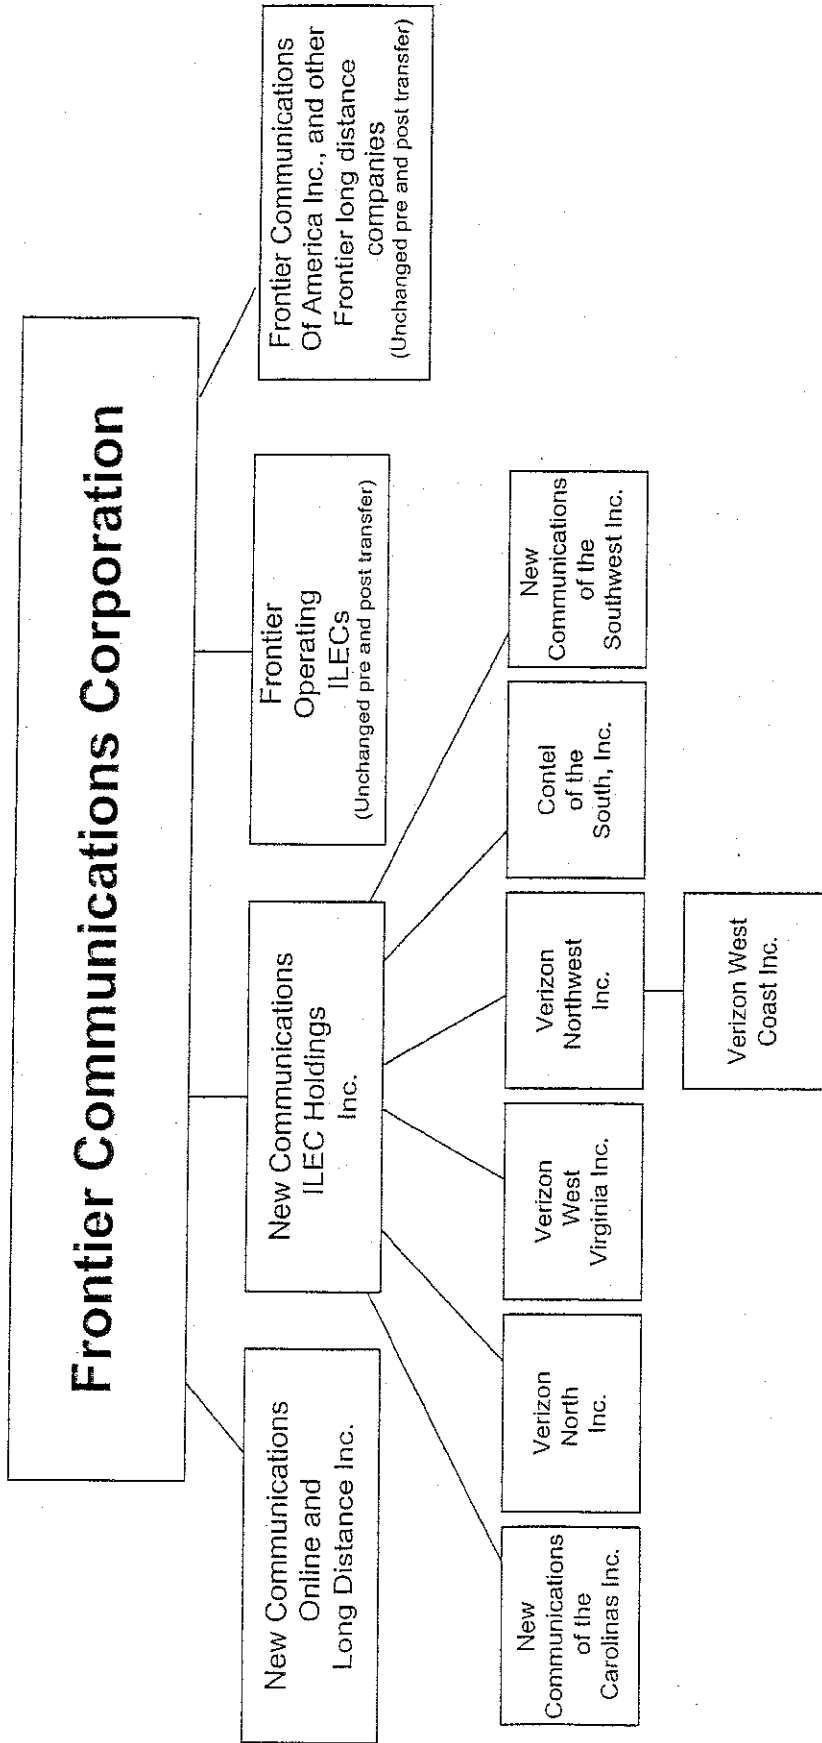 Frontier Communications Corporation
New Communications
Online and
Long Distance Inc.
New Communications
ILEC Holdings
Inc.
Frontier
Operating
ILECs
(Unchanged pre and post transfer)
Frontier Communications
Of America Inc., and other
Frontier long distance
companies
(Unchanged pre and post transfer)
New
Communications
of the
Carolinas Inc.
Verizon
North
Inc.
Verizon
West
Virginia Inc.
Verizon
Northwest
Inc.
Contel
of the
South, Inc.
New
Communications
of the
Southwest Inc.
Verizon West
Coast Inc.